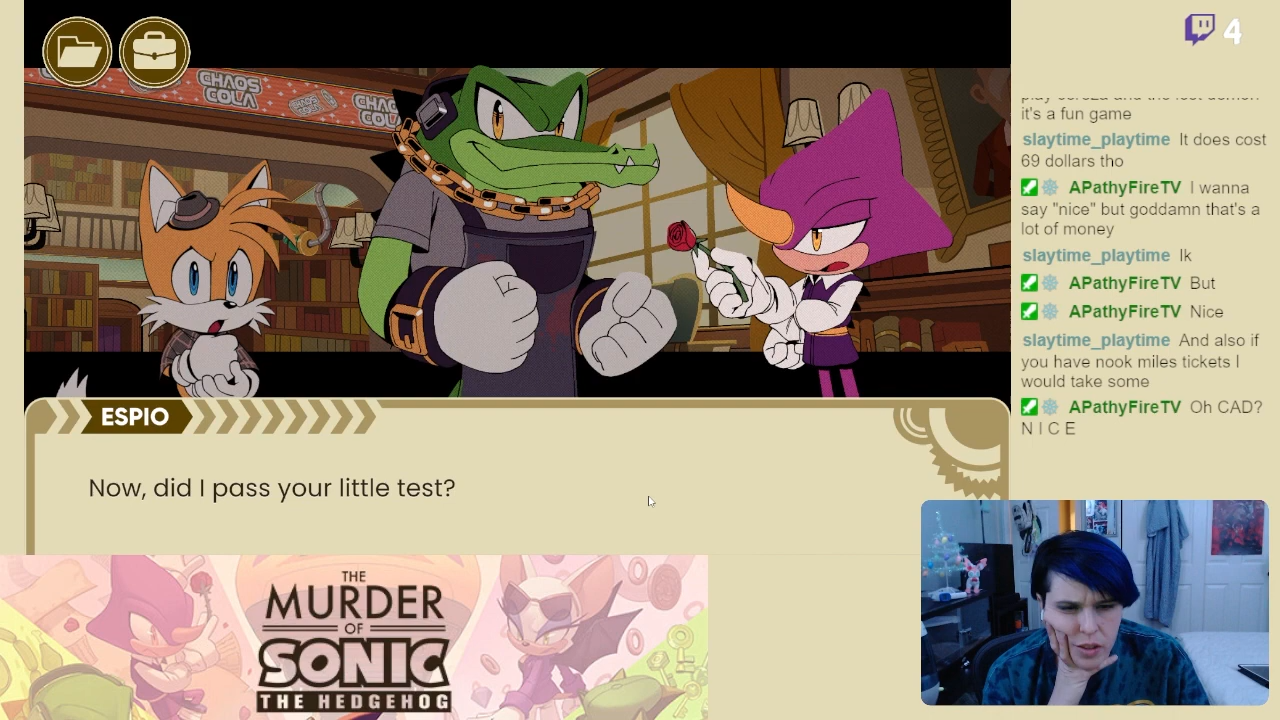 4
CHAOS
COLA
CHAOS
COLA
CHAO
COL
it's a fun game
slaytime_playtime It does cost
69 dollars tho
APathyFireTV I wanna
say "nice" but goddamn that's a
lot of money
slaytime_playtime Ik
APathyFireTV But
APathyFireTV Nice
slaytime_playtime And also if
you have nook miles tickets I
would take some
APathyFireTV Oh CAD?
N I C E
ESPIO
Now, did I pass your little test?
THE
MURDER
OF
SONIC
THE HEDGEHOG